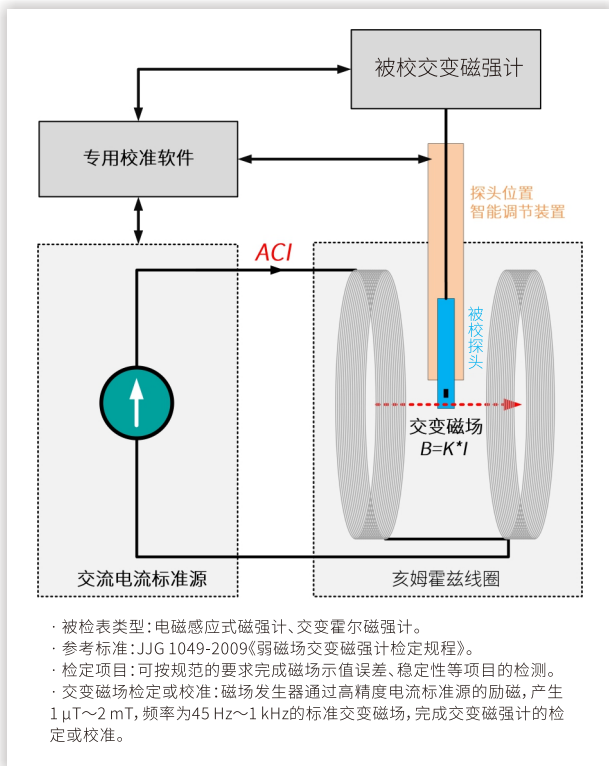 被校交变磁强计
专用校准软件
探头位置
智能调节装置
ACI
被校探头
交变磁场
B=K*I
交流电流标准源
亥姆霍兹线圈
· 被检表类型：电磁感应式磁强计、交变霍尔磁强计。
· 参考标准：JJG 1049-2009《弱磁场交变磁强计检定规程》。
· 检定项目：可按规范的要求完成磁场示值误差、稳定性等项目的检测。
· 交变磁场检定或校准：磁场发生器通过高精度电流标准源的励磁，产生
1 μT～2 mT，频率为45 Hz～1 kHz的标准交变磁场，完成交变磁强计的检
定或校准。